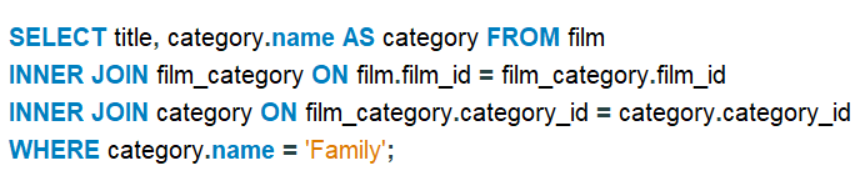 SELECT title, category.name AS category FROM film
INNER JOIN film_category ON film.film_id = film_category.film_id
INNER JOIN category ON film_category.category_id = category.category_id
WHERE category.name = 'Family';